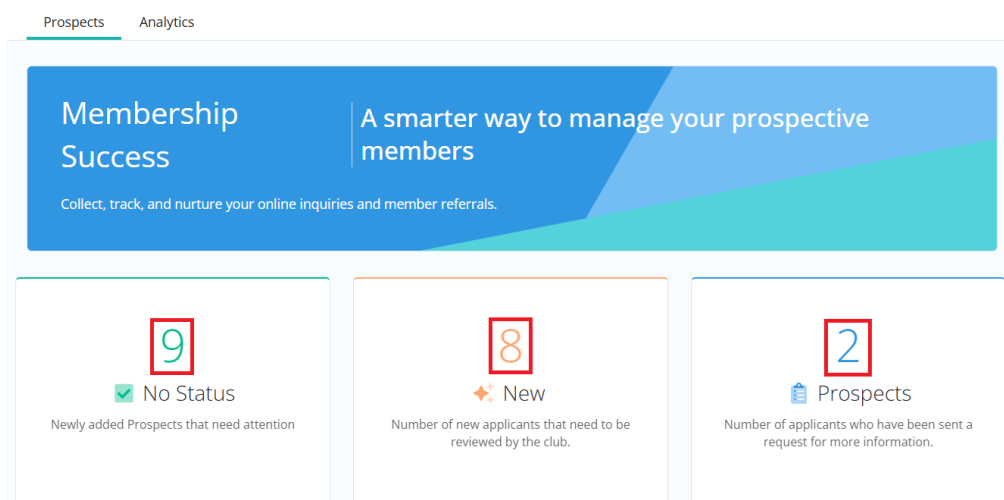 Prospects
Analytics
Membership
Success
A smarter way to manage your prospective
members
Collect, track, and nurture your online inquiries and member referrals.
9
No Status
Newly added Prospects that need attention
8
New
Number of new applicants that need to be
reviewed by the club.
2
Prospects
Number of applicants who have been sent a
request for more information.